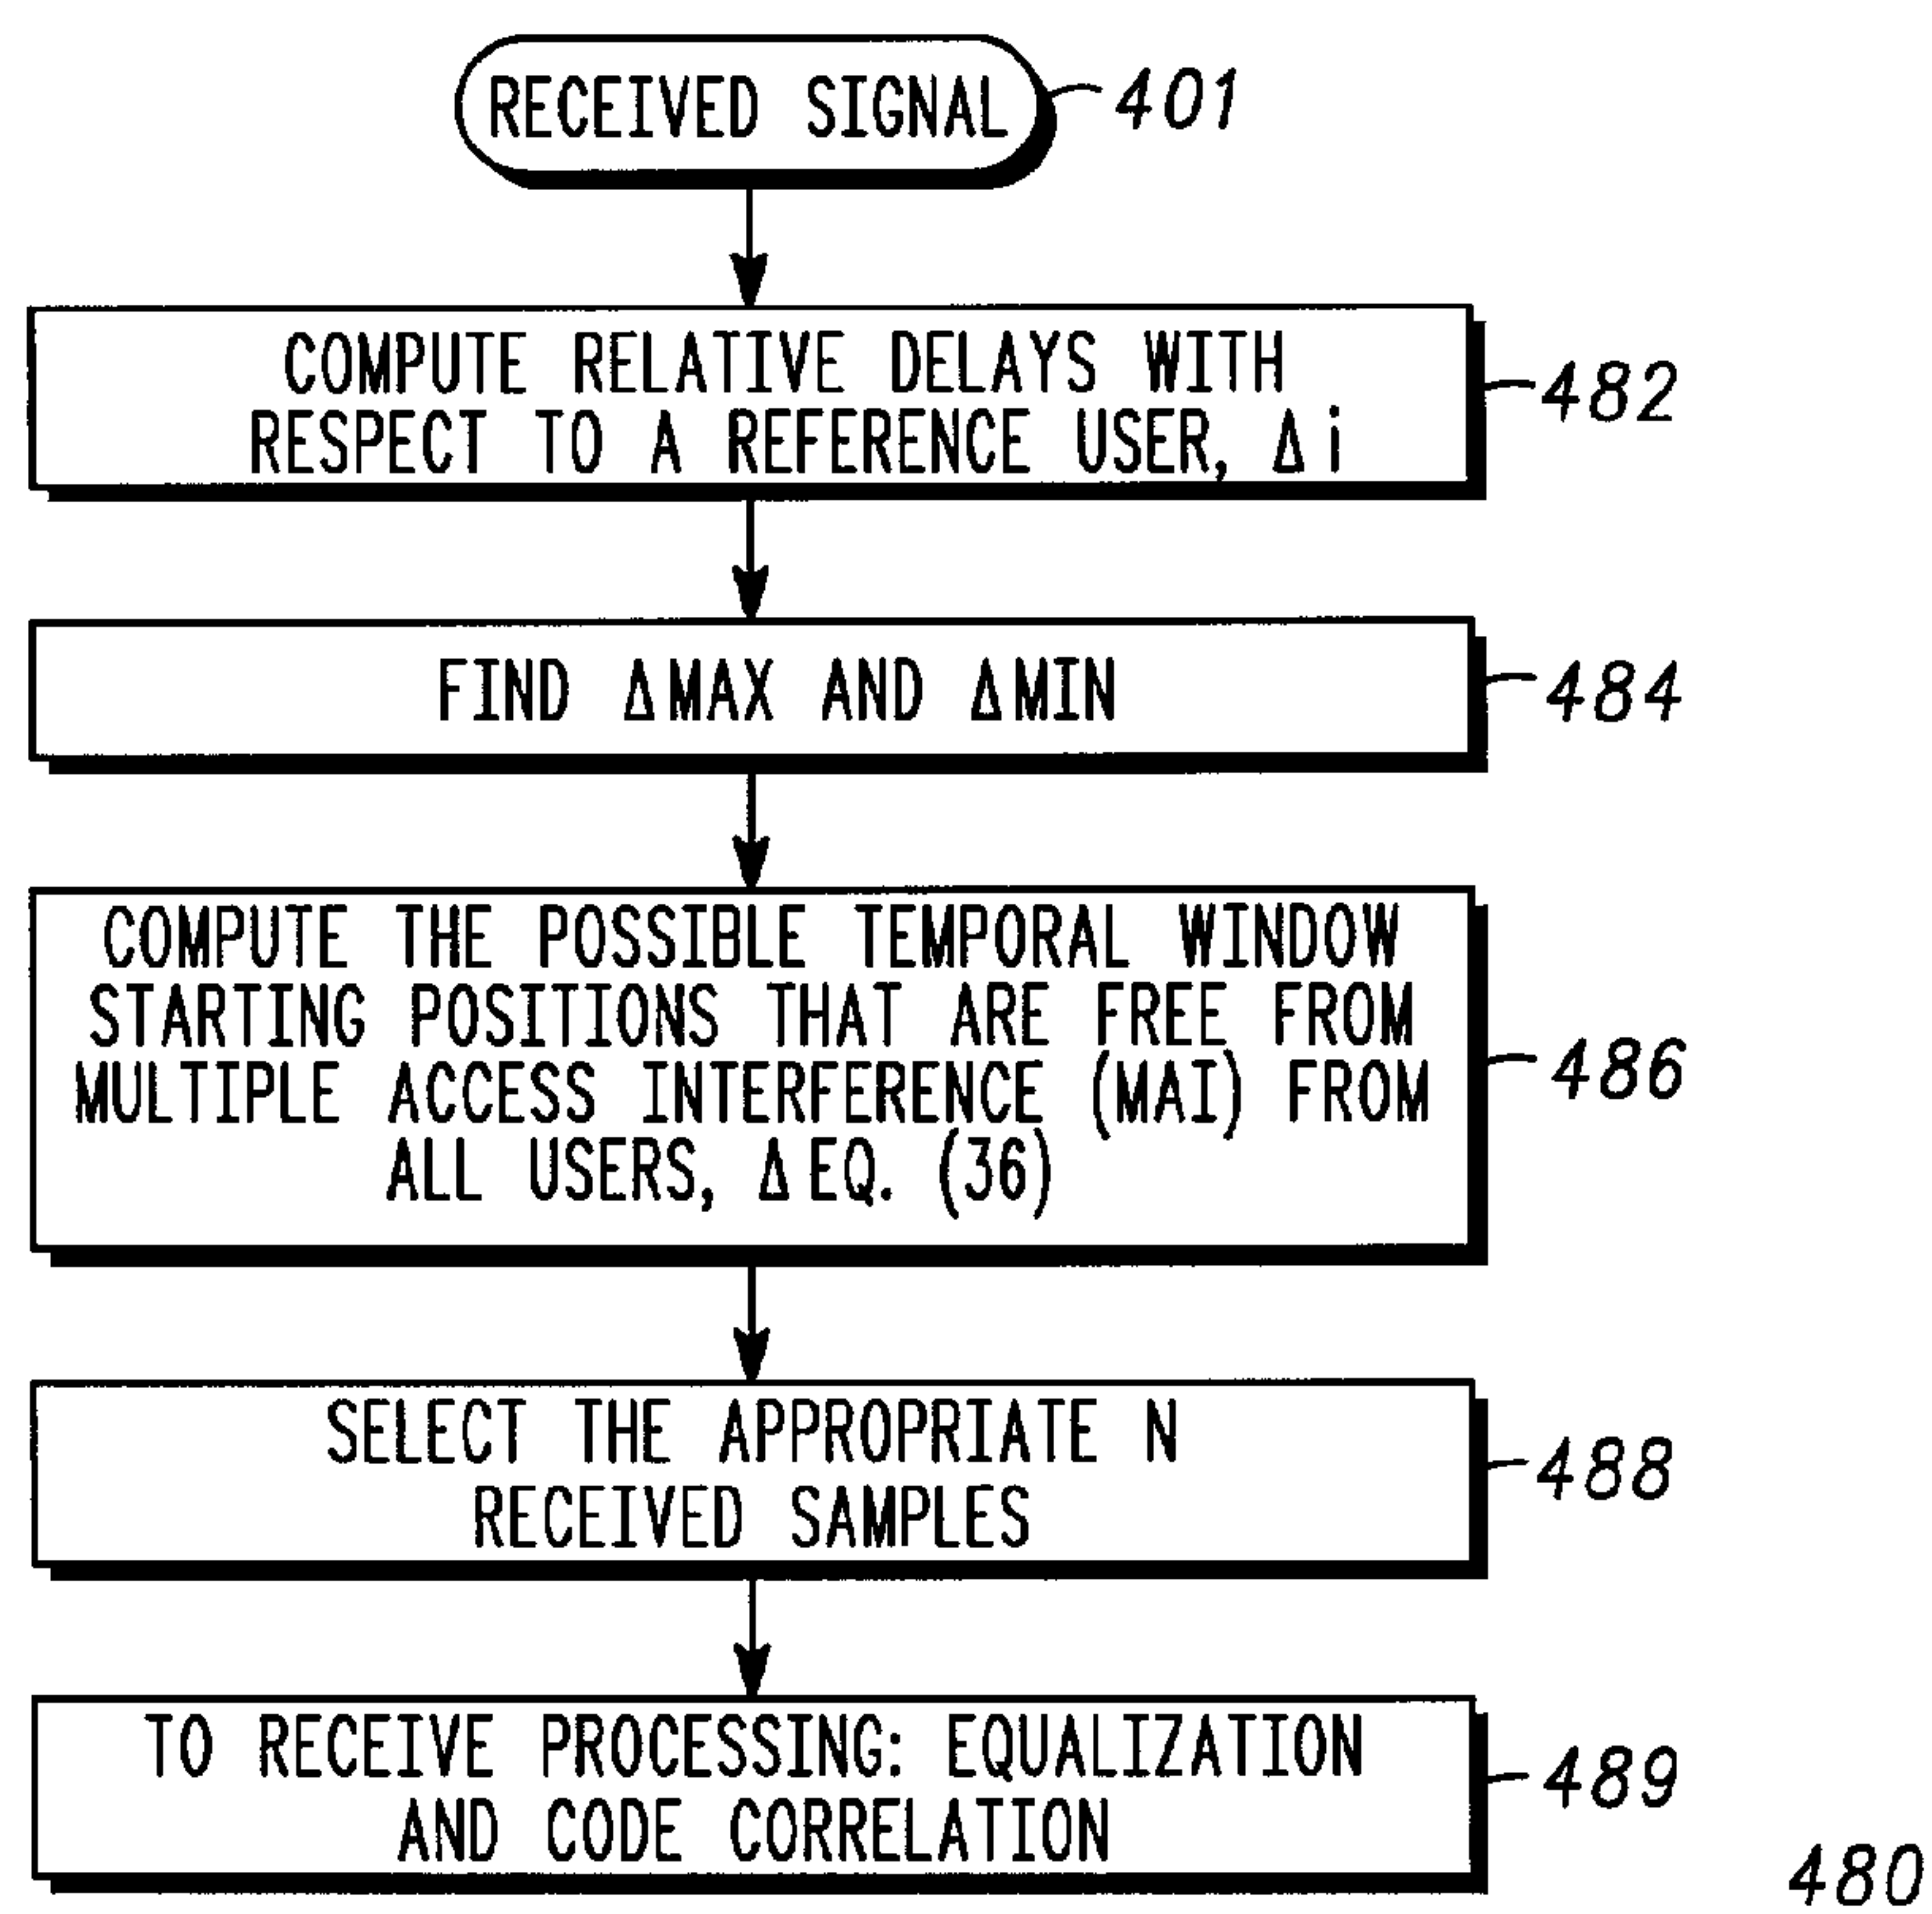 RECEIVED SIGNAL
401
COMPUTE RELATIVE DELAYS WITH
RESPECT TO A REFERENCE USER, Δ i
482
FIND ΔMAX AND ΔMIN
484
COMPUTE THE POSSIBLE TEMPORAL WINDOW
STARTING POSITIONS THAT ARE FREE FROM
MULTIPLE ACCESS INTERFERENCE (MAI) FROM
ALL USERS, Δ EQ. (36)
486
SELECT THE APPROPRIATE N
RECEIVED SAMPLES
488
TO RECEIVE PROCESSING: EQUALIZATION
AND CODE CORRELATION
489
480